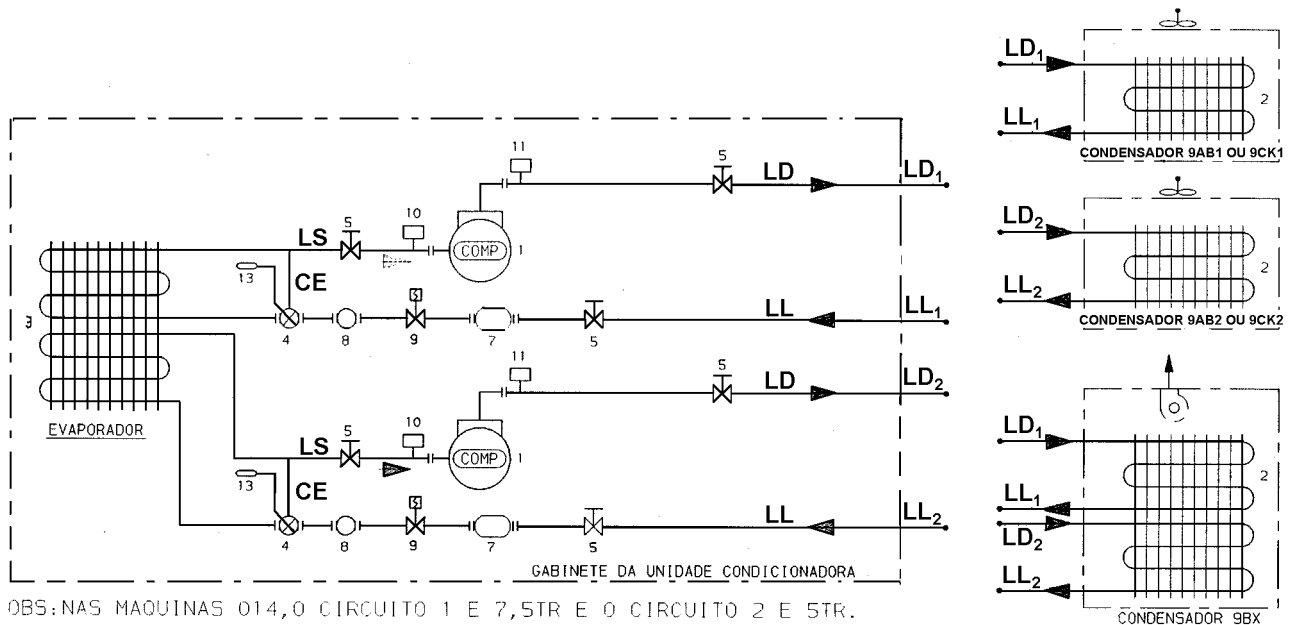 LD₁
2
LL₁
CONDENSADOR 9AB1 OU 9CK1
11
5
LD
LD₁
10
5
LS
COMP
1
13
CE
LL
LL₁
3
4
8
9
7
5
LD₂
2
LL₂
CONDENSADOR 9AB2 OU 9CK2
11
5
LD
LD₂
EVAPORADOR
10
5
LS
COMP
1
13
CE
LL
LL₂
4
8
9
7
5
GABINETE DA UNIDADE CONDICIONADORA
LD₁
2
LL₁
LD₂
LL₂
CONDENSADOR 9BX
OBS:NAS MAQUINAS 014,O CIRCUITO 1 E 7,5TR E O CIRCUITO 2 E 5TR.